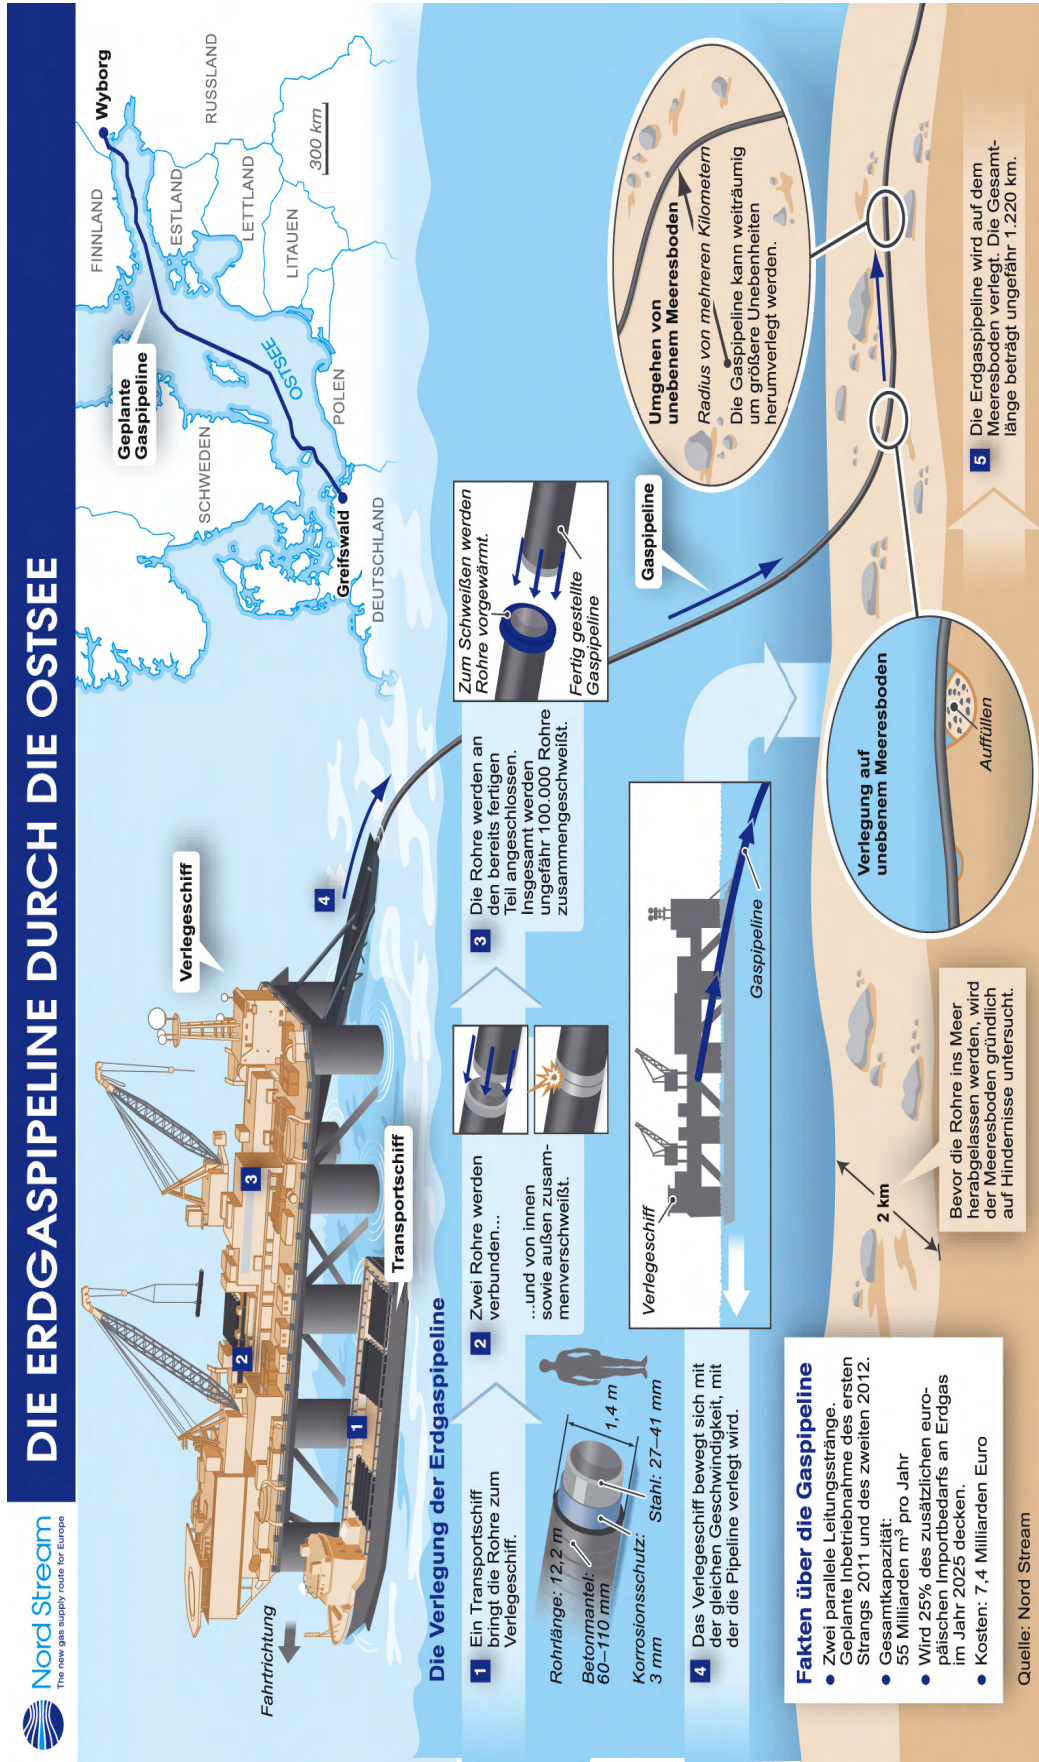 Nord Stream
The new gas supply route for Europe
DIE ERDGASPIPELINE DURCH DIE OSTSEE
Fahrtrichtung
2
3
1
4
Verlegeschiff
Transportschiff
Geplante
Gaspipeline
FINNLAND
Wyborg
RUSSLAND
ESTLAND
LETTLAND
LITAUEN
300 km
SCHWEDEN
OSTSEE
POLEN
Greifswald
DEUTSCHLAND
Die Verlegung der Erdgaspipeline
1
Ein Transportschiff
bringt die Rohre zum
Verlegeschiff.
Rohrlänge: 12,2 m
Betonmantel:
60–110 mm
Korrosionsschutz:
3 mm
Stahl: 27–41 mm
1,4 m
2
Zwei Rohre werden
verbunden...
...und von innen
sowie außen zusam-
menverschweißt.
3
Die Rohre werden an
den bereits fertigen
Teil angeschlossen.
Insgesamt werden
ungefähr 100.000 Rohre
zusammengeschweißt.
Zum Schweißen werden
Rohre vorgewärmt.
Fertig gestellte
Gaspipeline
4
Das Verlegeschiff bewegt sich mit
der gleichen Geschwindigkeit, mit
der die Pipeline verlegt wird.
Verlegeschiff
Gaspipeline
Gaspipeline
Umgehen von
unebenem Meeresboden
Radius von mehreren Kilometern
Die Gaspipeline kann weiträumig
um größere Unebenheiten
herumverlegt werden.
Fakten über die Gaspipeline
• Zwei parallele Leitungsstränge.
Geplante Inbetriebnahme des ersten
Strangs 2011 und des zweiten 2012.
• Gesamtkapazität:
55 Milliarden m³ pro Jahr
• Wird 25% des zusätzlichen euro-
päischen Importbedarfs an Erdgas
im Jahr 2025 decken.
• Kosten: 7,4 Milliarden Euro
Quelle: Nord Stream
2 km
Bevor die Rohre ins Meer
herabgelassen werden, wird
der Meeresboden gründlich
auf Hindernisse untersucht.
Verlegung auf
unebenem Meeresboden
Auffüllen
5
Die Erdgaspipeline wird auf dem
Meeresboden verlegt. Die Gesamt-
länge beträgt ungefähr 1.220 km.